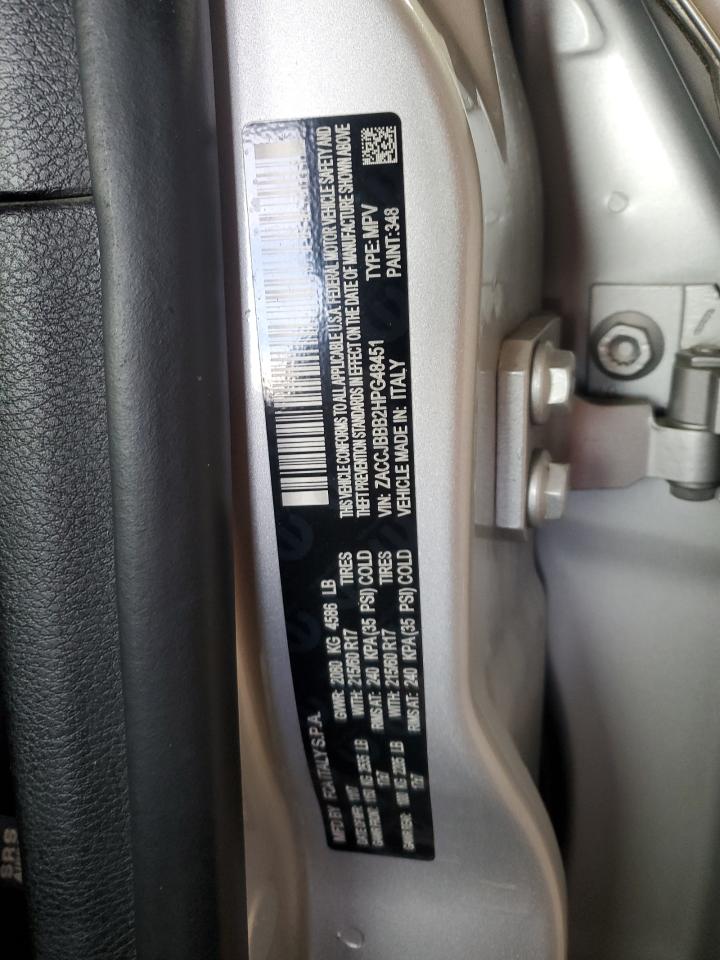 MFD BY: FCA ITALY S.P.A.
GVWR: 2080 KG 4586 LB
WITH: 215/60 R17 TIRES
RIMS AT: 240 KPA(35 PSI) COLD
WITH: 215/60 R17 TIRES
RIMS AT: 240 KPA(35 PSI) COLD
THIS VEHICLE CONFORMS TO ALL APPLICABLE U.S.A. FEDERAL MOTOR VEHICLE SAFETY AND
THEFT PREVENTION STANDARDS IN EFFECT ON THE DATE OF MANUFACTURE SHOWN ABOVE
VIN: ZACCJBBB2HPG48451 TYPE: MPV
VEHICLE MADE IN: ITALY PAINT: 348
SRS